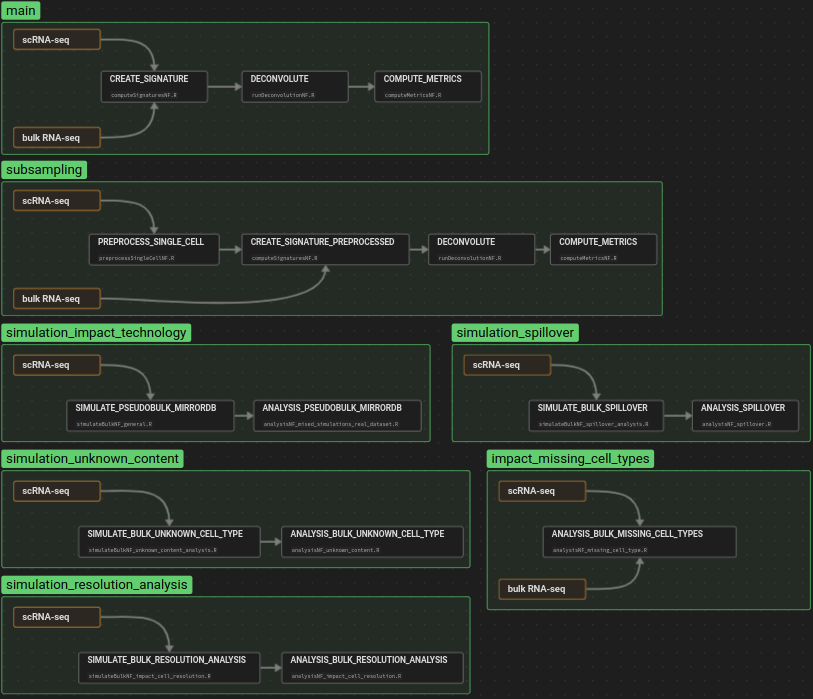 main
scRNA-seq
CREATE_SIGNATURE
computeSignaturesNF.R
DECONVOLUTE
runDeconvolutionNF.R
COMPUTE_METRICS
computeMetricsNF.R
bulk RNA-seq
subsampling
scRNA-seq
PREPROCESS_SINGLE_CELL
preprocessSingleCellNF.R
CREATE_SIGNATURE_PREPROCESSED
computeSignaturesNF.R
DECONVOLUTE
runDeconvolutionNF.R
COMPUTE_METRICS
computeMetricsNF.R
bulk RNA-seq
simulation_impact_technology
scRNA-seq
SIMULATE_PSEUDOBULK_MIRRORDB
simulateBulkNF_general.R
ANALYSIS_PSEUDOBULK_MIRRORDB
analysisNF_mixed_simulations_real_dataset.R
simulation_spillover
scRNA-seq
SIMULATE_BULK_SPILLOVER
simulateBulkNF_spillover_analysis.R
ANALYSIS_SPILLOVER
analysisNF_spillover.R
simulation_unknown_content
scRNA-seq
SIMULATE_BULK_UNKNOWN_CELL_TYPE
simulateBulkNF_unknown_content_analysis.R
ANALYSIS_BULK_UNKNOWN_CELL_TYPE
analysisNF_unknown_content.R
impact_missing_cell_types
scRNA-seq
ANALYSIS_BULK_MISSING_CELL_TYPES
analysisNF_missing_cell_type.R
bulk RNA-seq
simulation_resolution_analysis
scRNA-seq
SIMULATE_BULK_RESOLUTION_ANALYSIS
simulateBulkNF_impact_cell_resolution.R
ANALYSIS_BULK_RESOLUTION_ANALYSIS
analysisNF_impact_cell_resolution.R